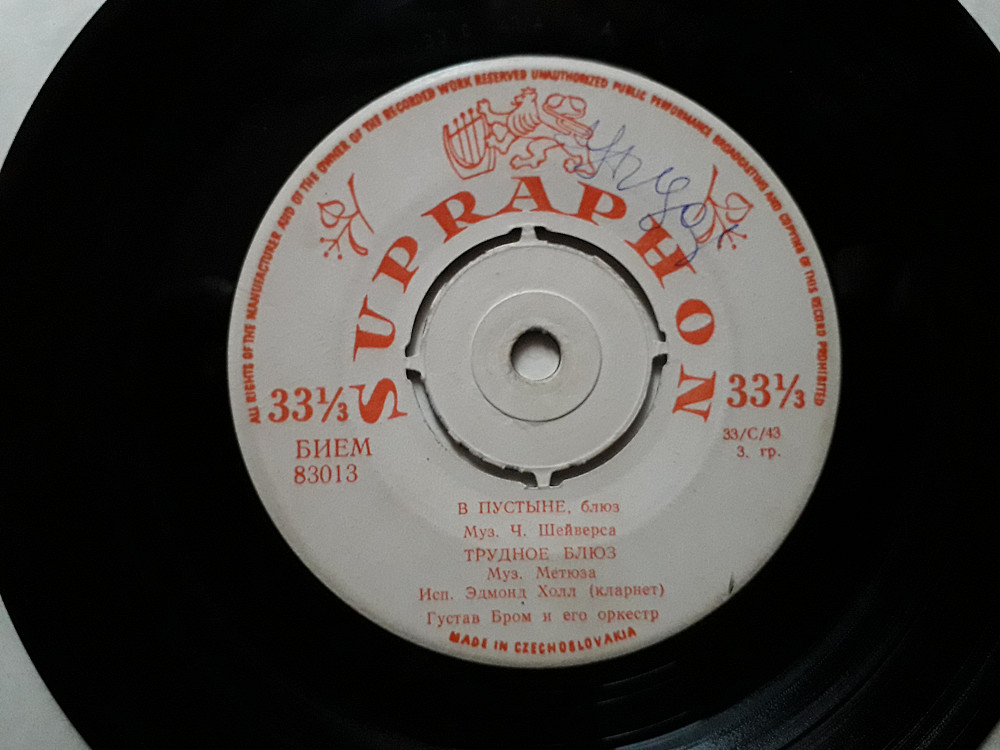 ALL RIGHTS OF THE MANUFACTURER AND OF THE OWNER OF THE RECORDED WORK RESERVED UNAUTHORIZED PUBLIC PERFORMANCE BROADCASTING AND COPYING OF THIS RECORD PROHIBITED
SUPRAPHON
33⅓
33⅓
БИЕМ
83013
33/C/43
3. гр.
В ПУСТЫНЕ, блюз
Муз. Ч. Шейверса
ТРУДНОЕ БЛЮЗ
Муз. Метюза
Исп. Эдмонд Холл (кларнет)
Густав Бром и его оркестр
MADE IN CZECHOSLOVAKIA